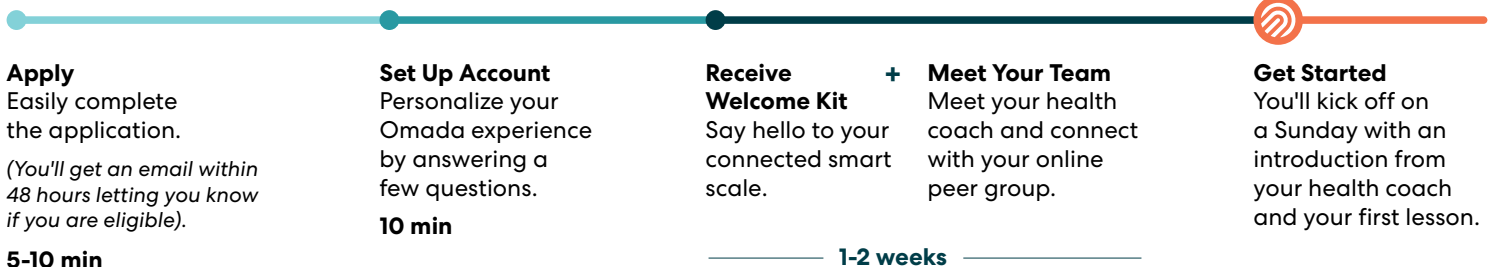 Apply
Easily complete
the application.
(You'll get an email within
48 hours letting you know
if you are eligible).
5-10 min
Set Up Account
Personalize your
Omada experience
by answering a
few questions.
10 min
Receive
Welcome Kit
Say hello to your
connected smart
scale.
+
Meet Your Team
Meet your health
coach and connect
with your online
peer group.
1-2 weeks
Get Started
You'll kick off on
a Sunday with an
introduction from
your health coach
and your first lesson.